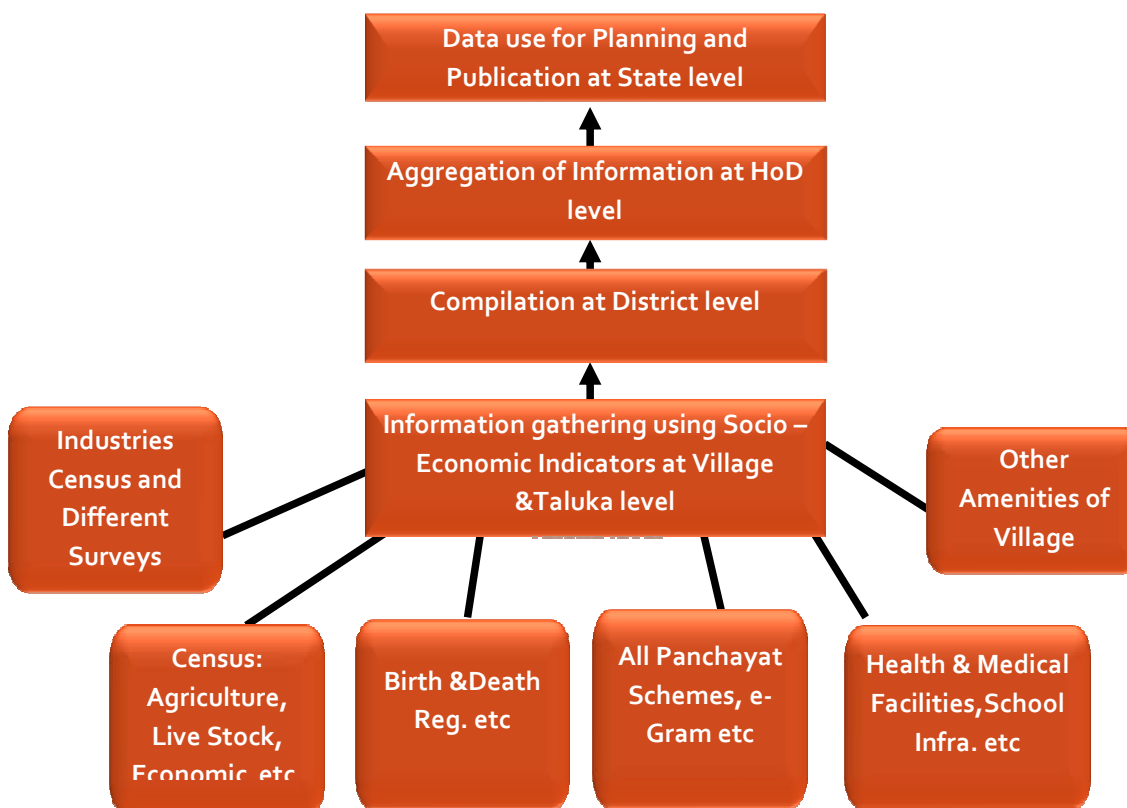 Data use for Planning and
Publication at State level
Aggregation of Information at HoD
level
Compilation at District level
Information gathering using Socio –
Economic Indicators at Village
&Taluka level
Industries
Census and
Different
Surveys
Other
Amenities of
Village
Census:
Agriculture,
Live Stock,
Economic etc
Birth &Death
Reg. etc
All Panchayat
Schemes, e-
Gram etc
Health & Medical
Facilities,School
Infra. etc